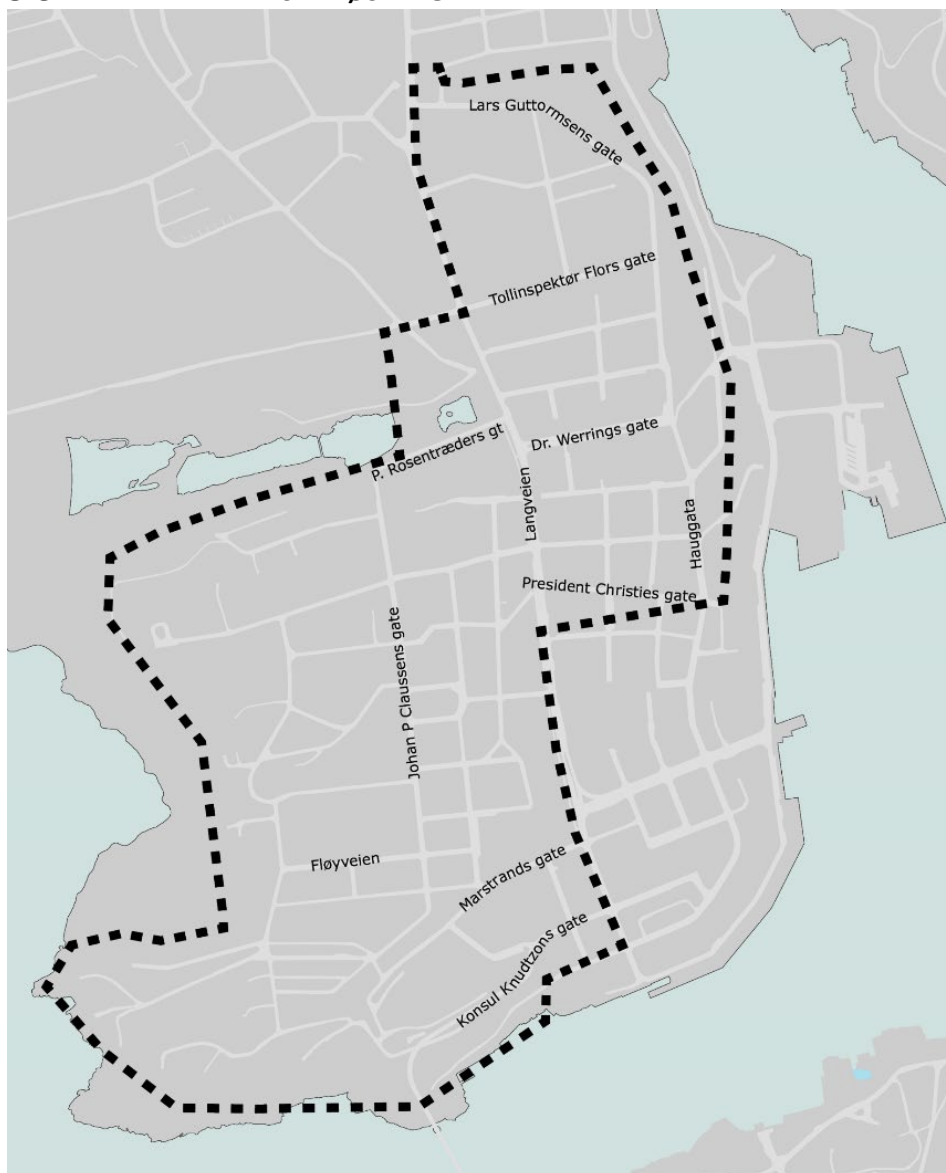 Lars Guttormsens gate
Tollinspektør Flors gate
Dr. Werrings gate
P. Rosentræders gt
Langveien
Hauggata
President Christies gate
Johan P Claussens gate
Fløyveien
Marstrands gate
Konsul Knudtzons gate